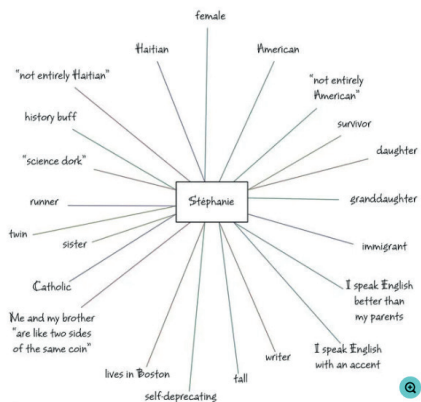 female
Haitian
American
"not entirely Haitian"
"not entirely
American"
history buff
survivor
daughter
"science dork"
Stéphanie
granddaughter
runner
twin
sister
immigrant
Catholic
I speak English
better than
my parents
Me and my brother
"are like two sides
of the same coin"
I speak English
with an accent
writer
lives in Boston
tall
self-deprecating